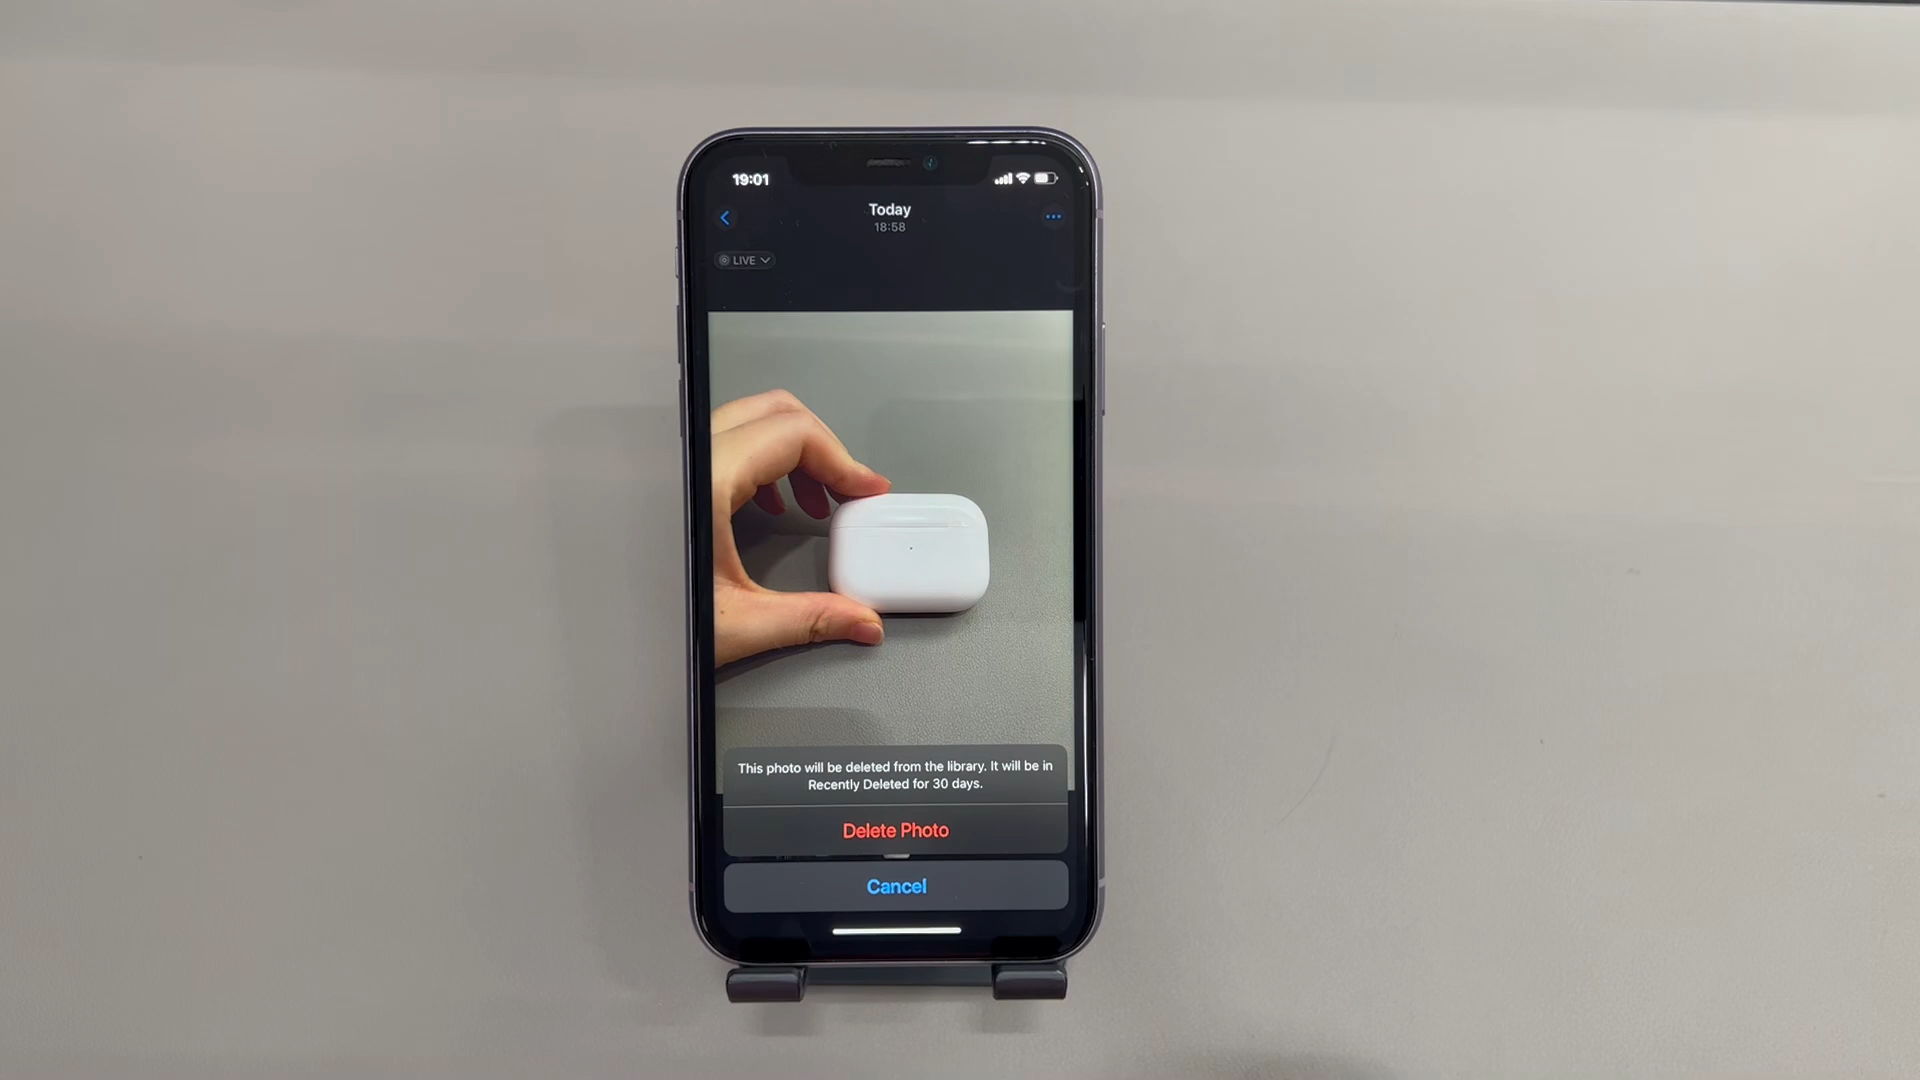 19:01
Today
18:58
LIVE
This photo will be deleted from the library. It will be in
Recently Deleted for 30 days.
Delete Photo
Cancel